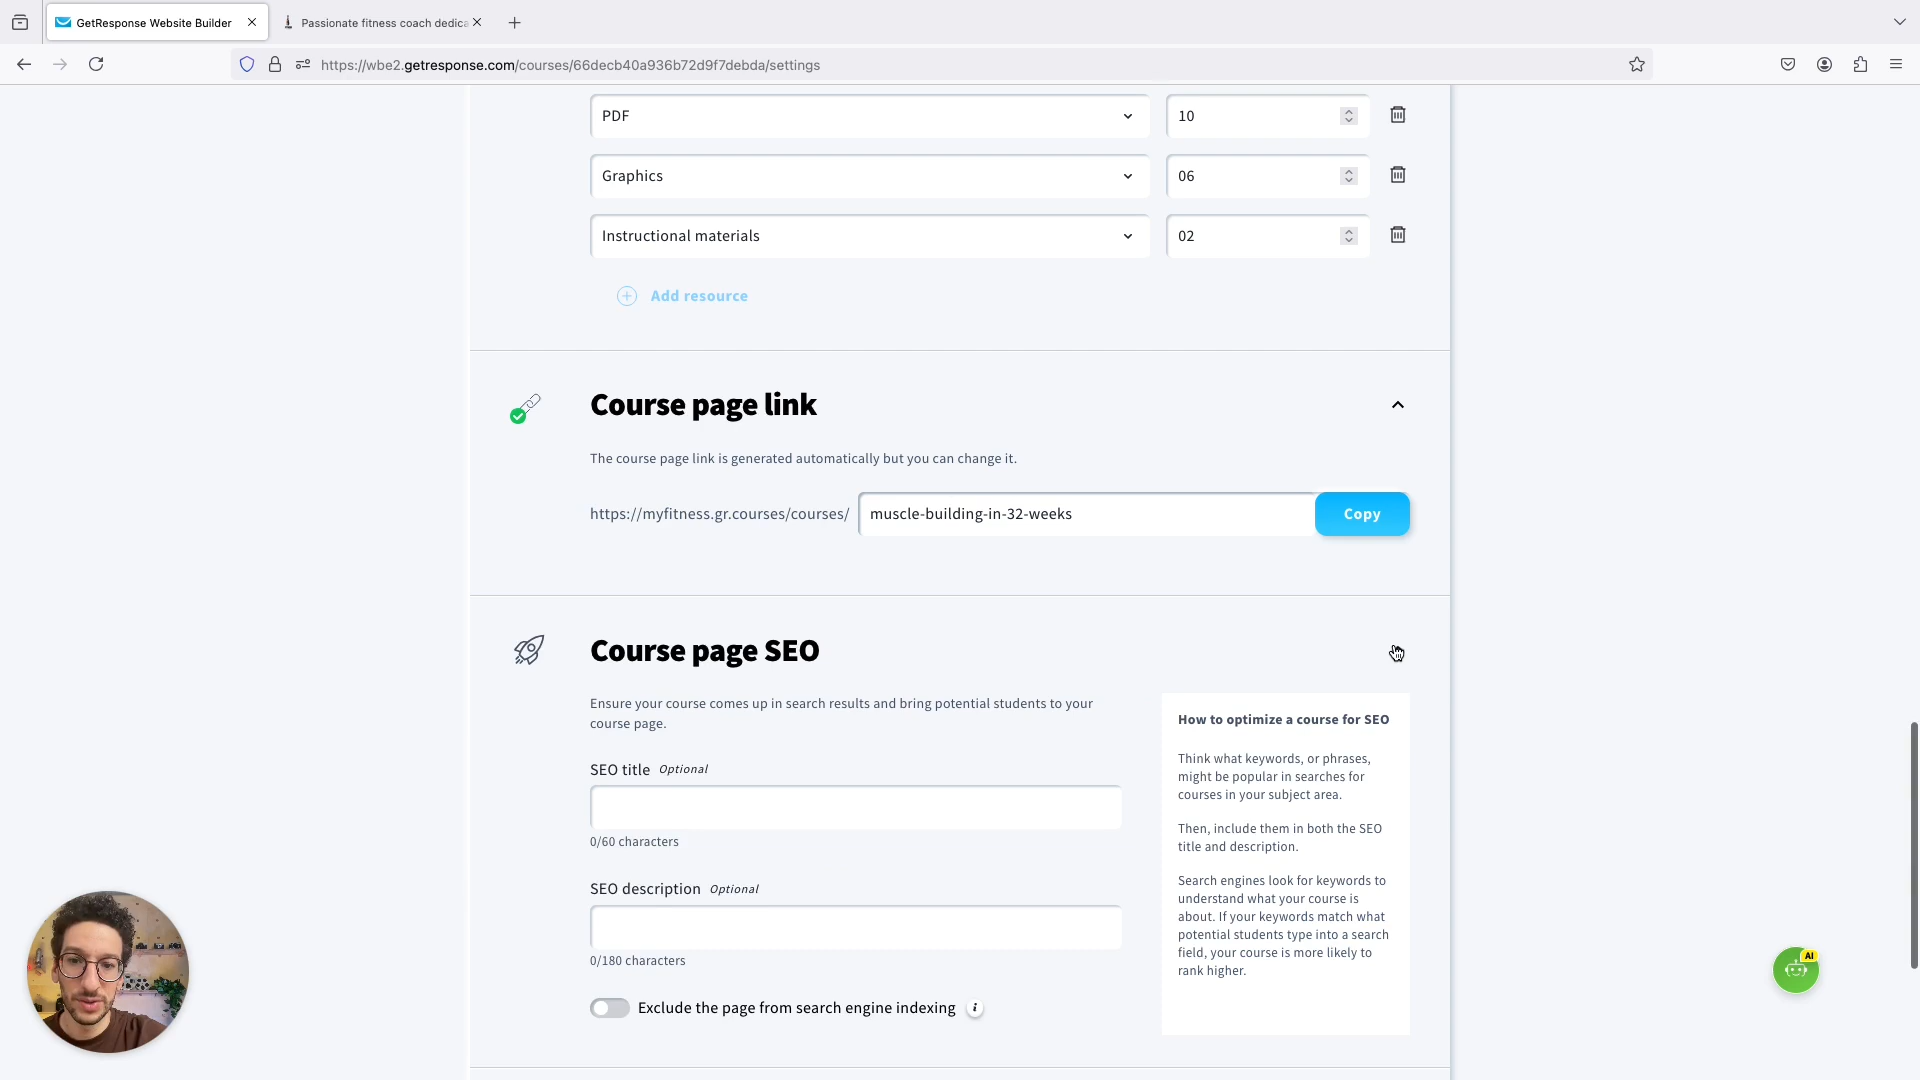 GetResponse Website Builder
Passionate fitness coach dedica
https://wbe2.getresponse.com/courses/66decb40a936b72d9f7debda/settings
PDF
10
Graphics
06
Instructional materials
02
Add resource
Course page link
The course page link is generated automatically but you can change it.
https://myfitness.gr.courses/courses/
muscle-building-in-32-weeks
Copy
Course page SEO
Ensure your course comes up in search results and bring potential students to your
course page.
SEO title Optional
0/60 characters
SEO description Optional
0/180 characters
Exclude the page from search engine indexing i
How to optimize a course for SEO
Think what keywords, or phrases,
might be popular in searches for
courses in your subject area.
Then, include them in both the SEO
title and description.
Search engines look for keywords to
understand what your course is
about. If your keywords match what
potential students type into a search
field, your course is more likely to
rank higher.
AI